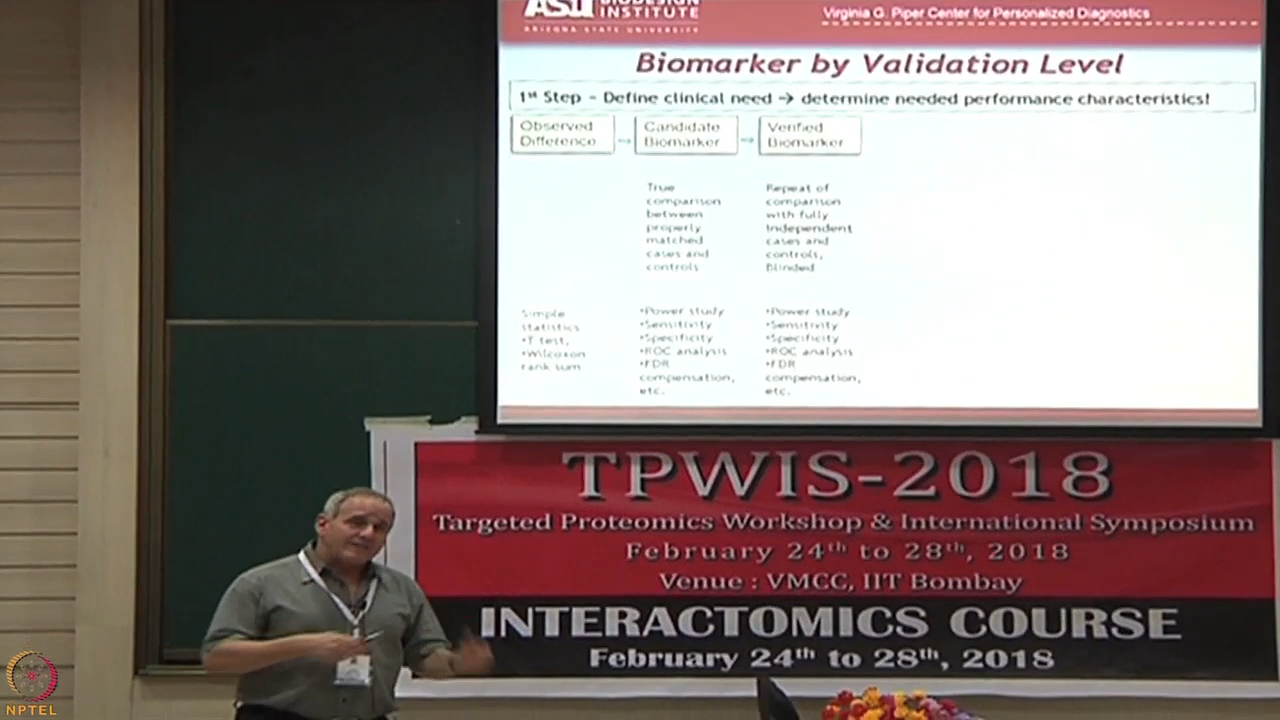 ASU BIODESIGN
INSTITUTE
ARIZONA STATE UNIVERSITY
Virginia G. Piper Center for Personalized Diagnostics
Biomarker by Validation Level
1st Step – Define clinical need → determine needed performance characteristics!
Observed
Difference
→
Candidate
Biomarker
→
Verified
Biomarker
True
comparison
between
properly
matched
cases and
controls
Repeat of
comparison
with fully
Independent
cases and
controls,
Blinded
Simple
statistics
•T test,
•Wilcoxon
rank sum
•Power study
•Sensitivity
•Specificity
•ROC analysis
•FDR
compensation,
etc.
•Power study
•Sensitivity
•Specificity
•ROC analysis
•FDR
compensation,
etc.
TPWIS-2018
Targeted Proteomics Workshop & International Symposium
February 24th to 28th, 2018
Venue : VMCC, IIT Bombay
INTERACTOMICS COURSE
February 24th to 28th, 2018
NPTEL